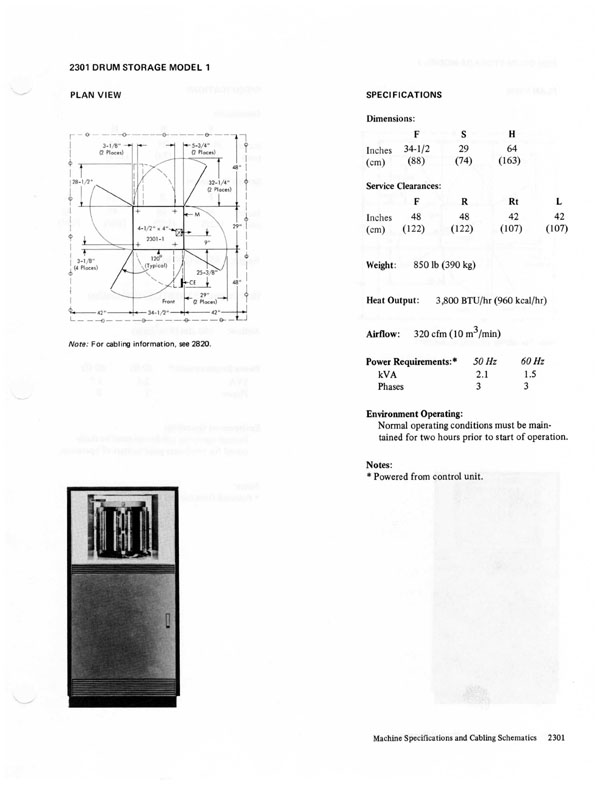 2301 DRUM STORAGE MODEL 1
PLAN VIEW
3-1/8"
(2 Places)
5-3/4"
(2 Places)
48"
28-1/2"
32-1/4"
(2 Places)
M
4-1/2" x 4"
29"
2301-1
9"
3-1/8"
(4 Places)
120°
(Typical)
25-3/8"
CE
48"
29"
(2 Places)
Front
42"
34-1/2"
42"
Note: For cabling information, see 2820.
SPECIFICATIONS
Dimensions:
F S H
Inches 34-1/2 29 64
(cm) (88) (74) (163)
Service Clearances:
F R Rt L
Inches 48 48 42 42
(cm) (122) (122) (107) (107)
Weight: 850 lb (390 kg)
Heat Output: 3,800 BTU/hr (960 kcal/hr)
Airflow: 320 cfm (10 m³/min)
Power Requirements:* 50 Hz 60 Hz
kVA 2.1 1.5
Phases 3 3
Environment Operating:
Normal operating conditions must be main-
tained for two hours prior to start of operation.
Notes:
* Powered from control unit.
Machine Specifications and Cabling Schematics 2301